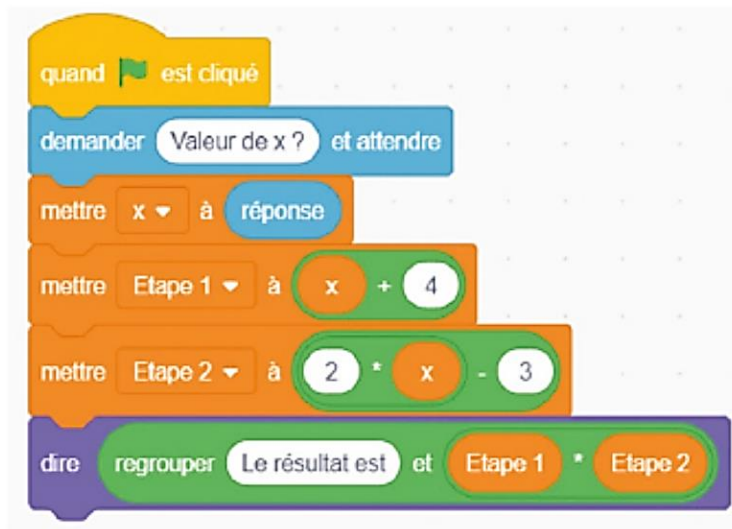 quand est cliqué
demander Valeur de x ? et attendre
mettre x à réponse
mettre Etape 1 à x + 4
mettre Etape 2 à 2 * x - 3
dire regrouper Le résultat est et Etape 1 * Etape 2